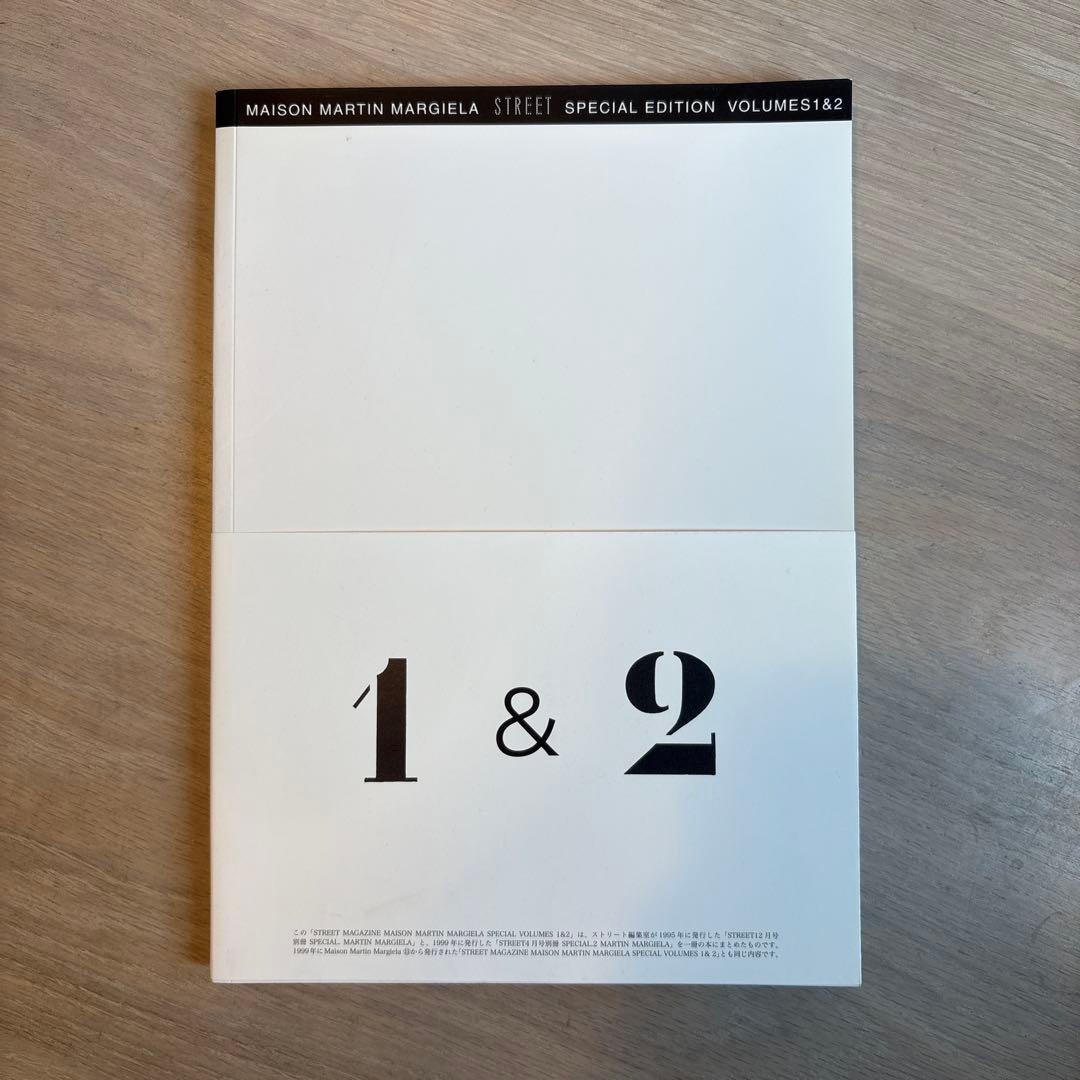 MAISON MARTIN MARGIELA STREET SPECIAL EDITION VOLUMES1&2
1 & 2
この「STREET MAGAZINE MAISON MARTIN MARGIELA SPECIAL VOLUMES 1&2」は、ストリート編集室が1995年に発行した「STREET12月号
別冊 SPECIAL. MARTIN MARGIELA」と、1999年に発行した「STREET4月号別冊 SPECIAL.2 MARTIN MARGIELA」を一冊の本にまとめたものです。
1999年にMaison Martin Margiela ⑬から発行された「STREET MAGAZINE MAISON MARTIN MARGIELA SPECIAL VOLUMES 1& 2」とも同じ内容です。